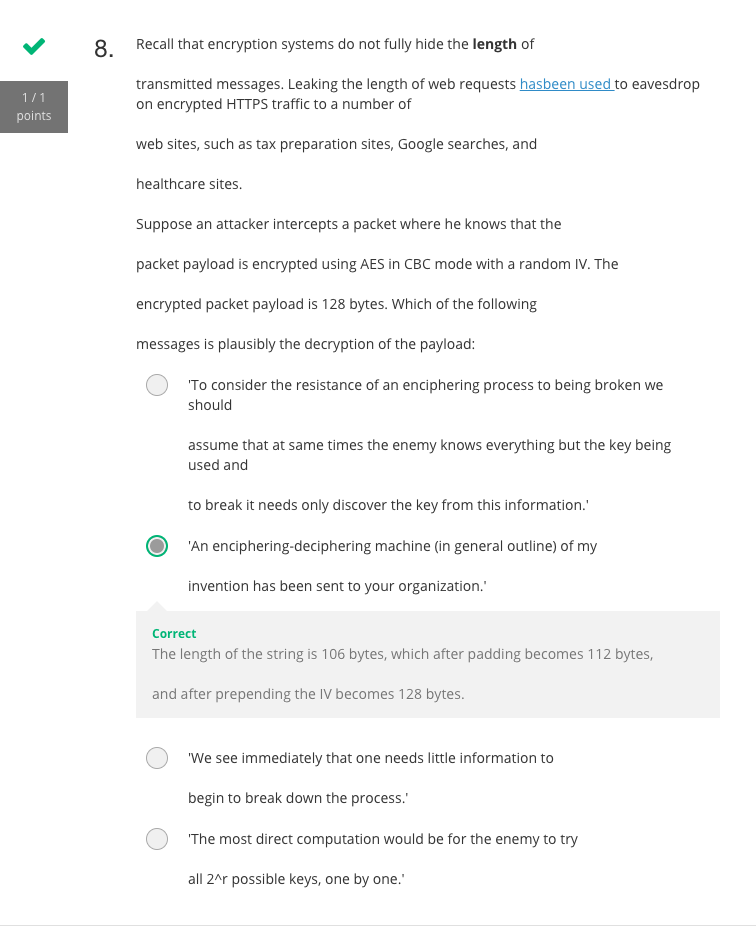 8.
1 / 1
points
Recall that encryption systems do not fully hide the length of
transmitted messages. Leaking the length of web requests hasbeen used to eavesdrop
on encrypted HTTPS traffic to a number of
web sites, such as tax preparation sites, Google searches, and
healthcare sites.
Suppose an attacker intercepts a packet where he knows that the
packet payload is encrypted using AES in CBC mode with a random IV. The
encrypted packet payload is 128 bytes. Which of the following
messages is plausibly the decryption of the payload:
'To consider the resistance of an enciphering process to being broken we
should
assume that at same times the enemy knows everything but the key being
used and
to break it needs only discover the key from this information.'
'An enciphering-deciphering machine (in general outline) of my
invention has been sent to your organization.'
Correct
The length of the string is 106 bytes, which after padding becomes 112 bytes,
and after prepending the IV becomes 128 bytes.
'We see immediately that one needs little information to
begin to break down the process.'
'The most direct computation would be for the enemy to try
all 2^r possible keys, one by one.'